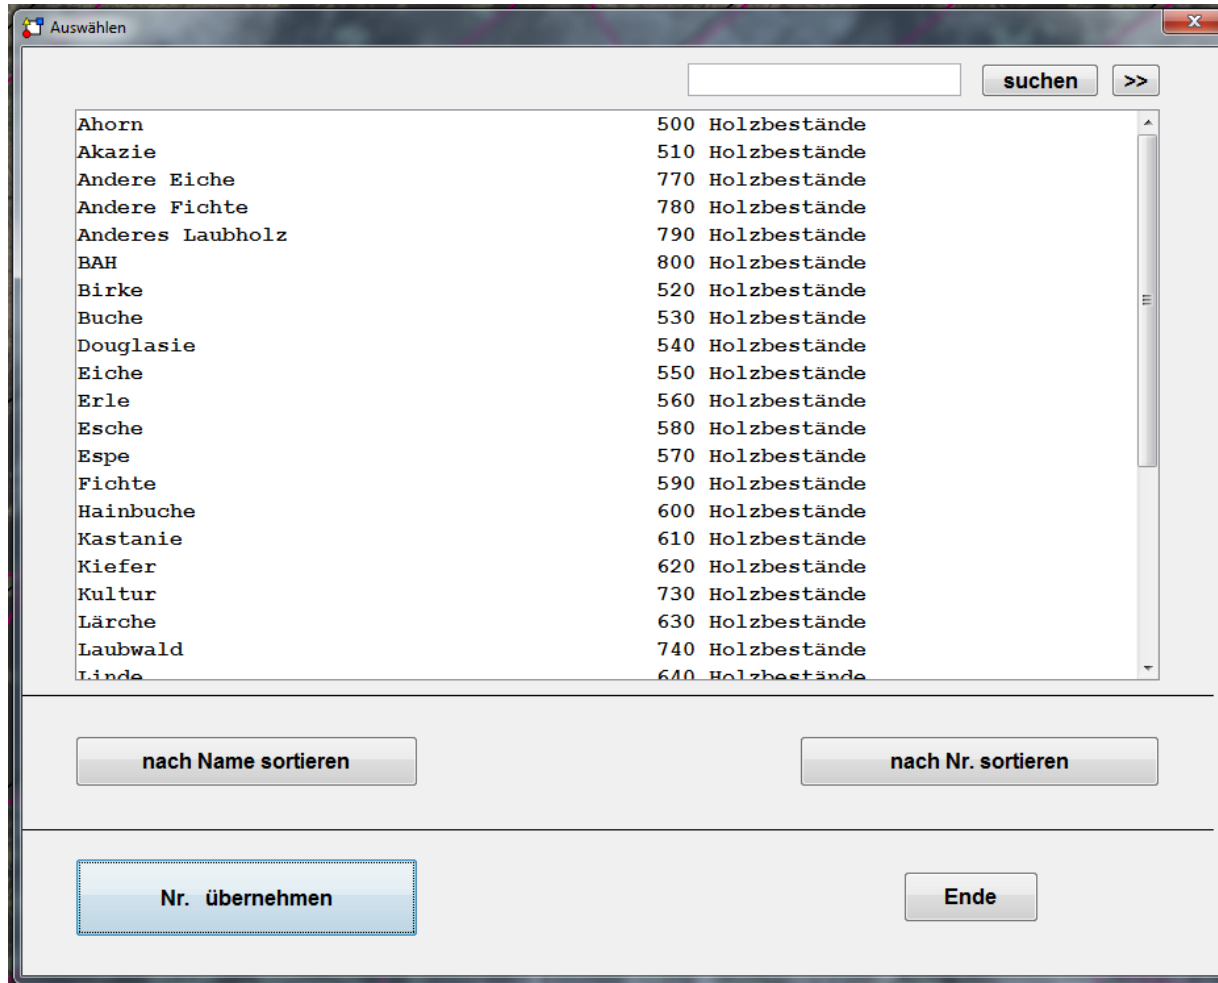 Auswählen
suchen >>
Ahorn 500 Holzbestände
Akazie 510 Holzbestände
Andere Eiche 770 Holzbestände
Andere Fichte 780 Holzbestände
Anderes Laubholz 790 Holzbestände
BAH 800 Holzbestände
Birke 520 Holzbestände
Buche 530 Holzbestände
Douglasie 540 Holzbestände
Eiche 550 Holzbestände
Erle 560 Holzbestände
Esche 580 Holzbestände
Espe 570 Holzbestände
Fichte 590 Holzbestände
Hainbuche 600 Holzbestände
Kastanie 610 Holzbestände
Kiefer 620 Holzbestände
Kultur 730 Holzbestände
Lärche 630 Holzbestände
Laubwald 740 Holzbestände
Linde 640 Holzbestände
nach Name sortieren nach Nr. sortieren
Nr. übernehmen Ende